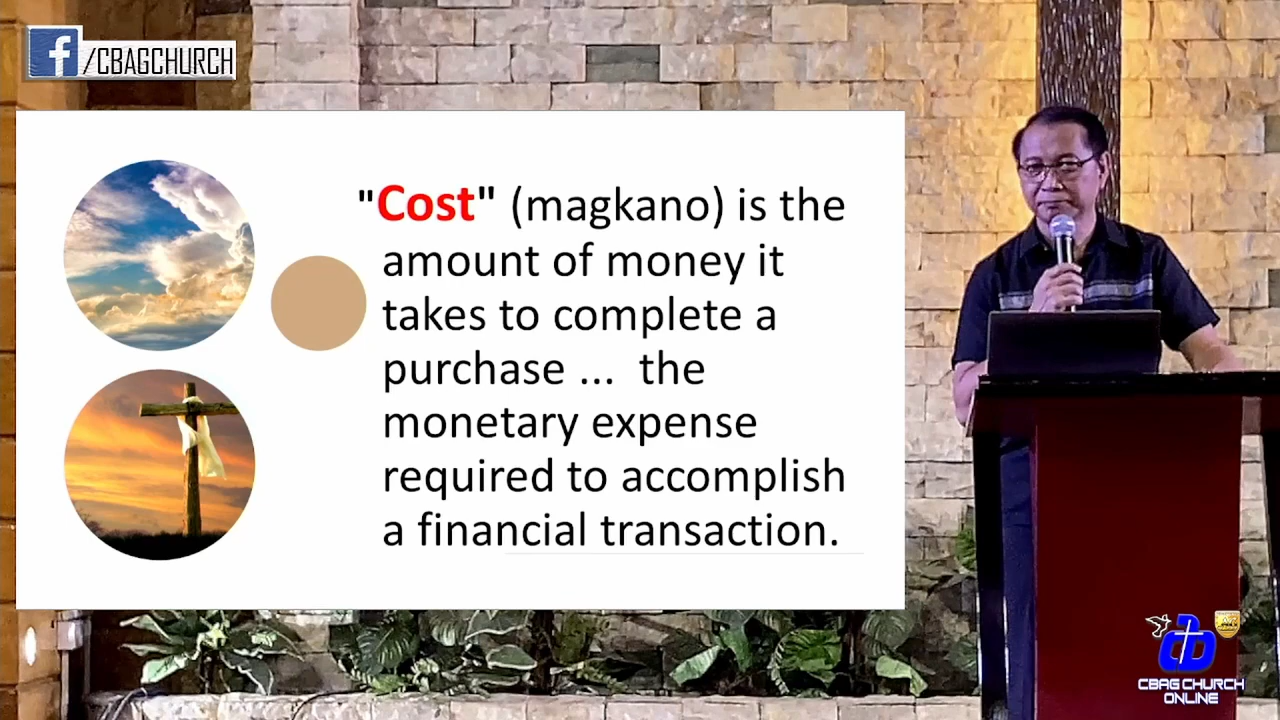 f/CBAGCHURCH
"Cost" (magkano) is the
amount of money it
takes to complete a
purchase ... the
monetary expense
required to accomplish
a financial transaction.
CBAG CHURCH
ONLINE